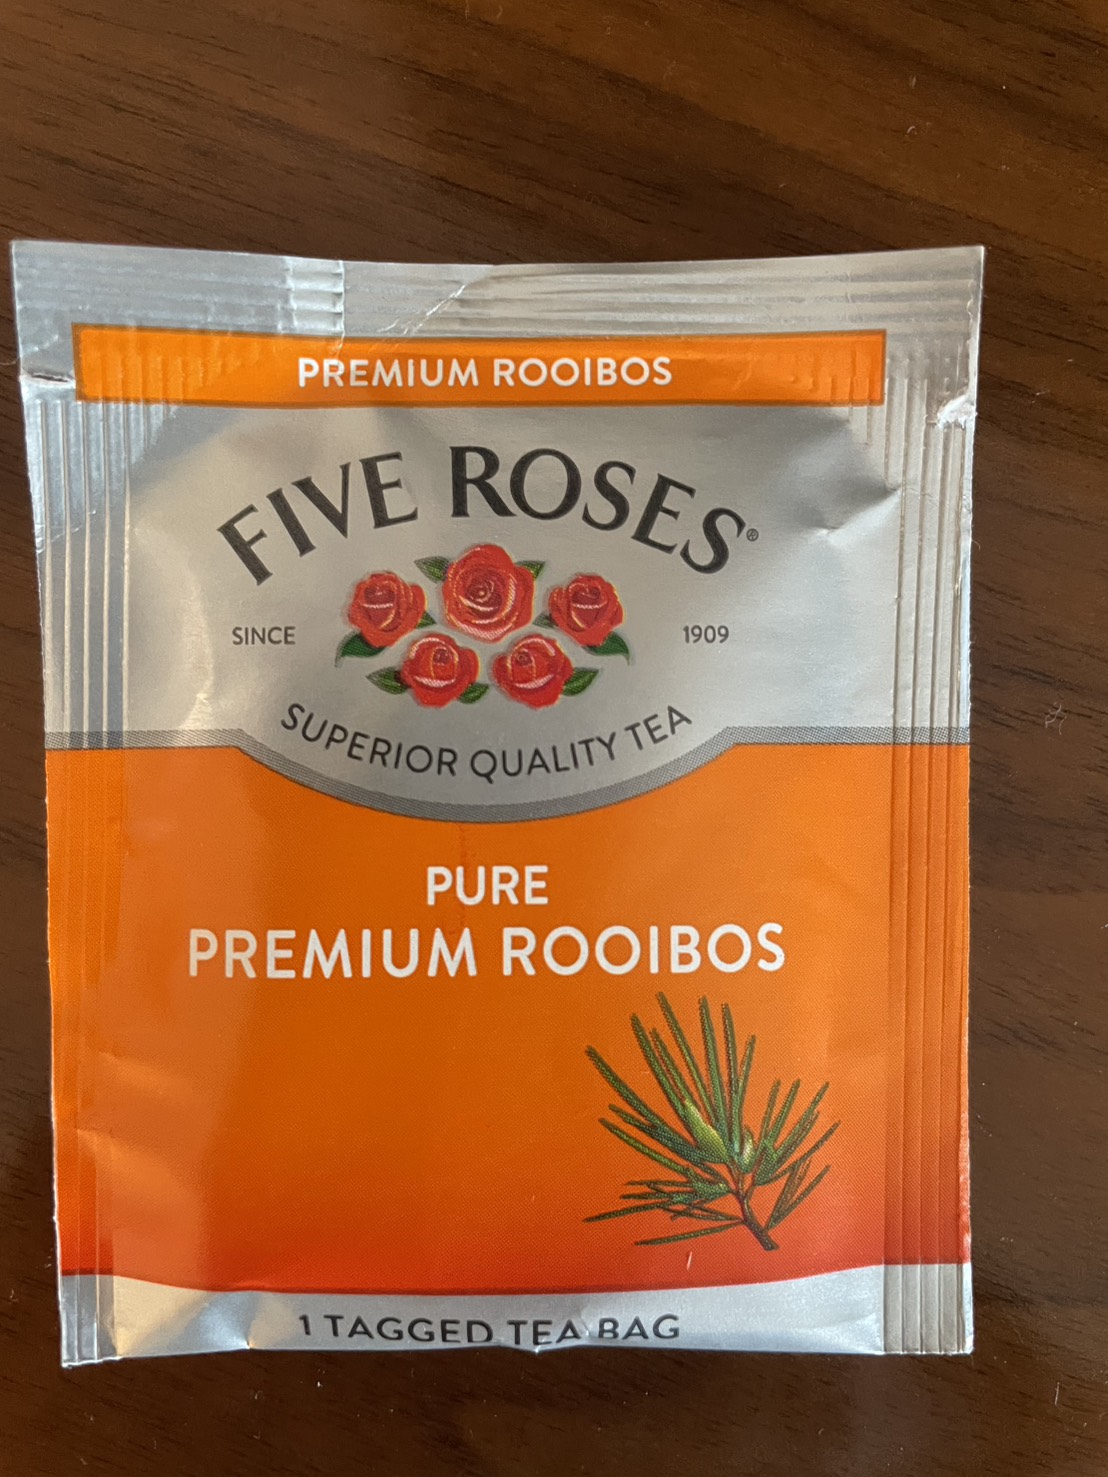 PREMIUM ROOIBOS
FIVE ROSES®
SINCE 1909
SUPERIOR QUALITY TEA
PURE
PREMIUM ROOIBOS
1 TAGGED TEA BAG